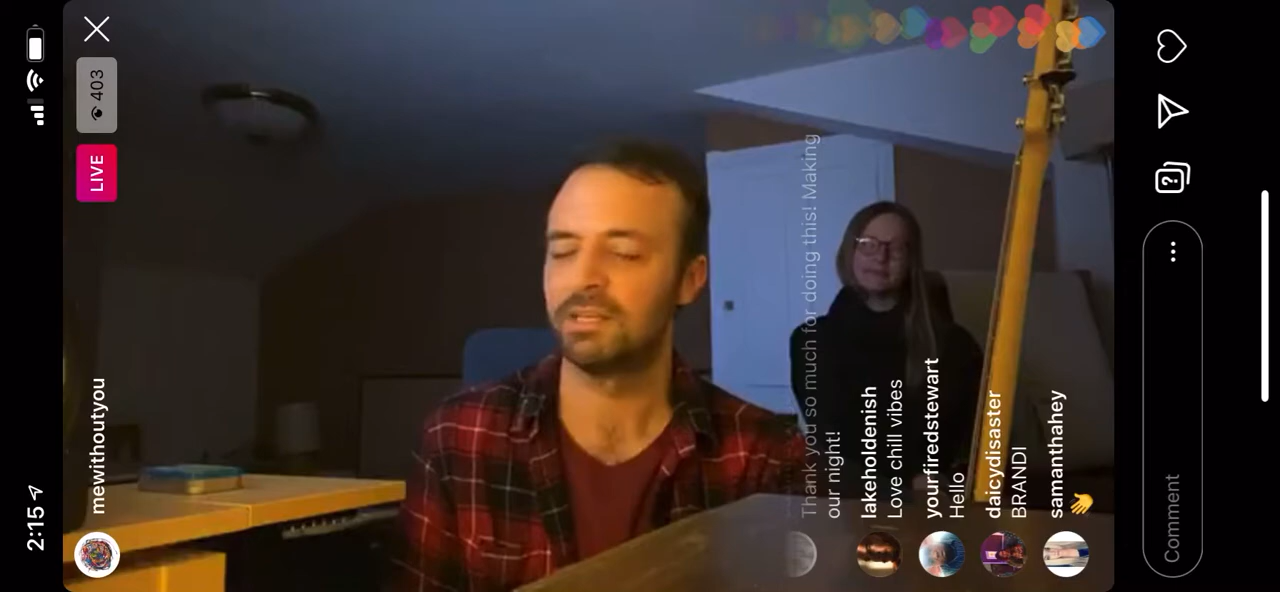 2:15
mewithoutyou
LIVE
403
Thank you so much for doing this! Making
our night!
lakeholdenish
Love chill vibes
yourfiredstewart
Hello
daicydisaster
BRANDI
samanthahey
👋
Comment
?